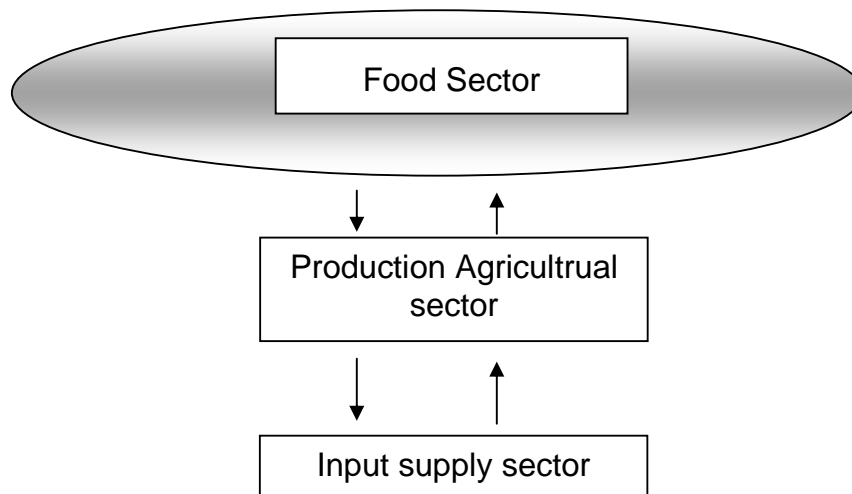 Food Sector
Production Agricultrual
sector
Input supply sector